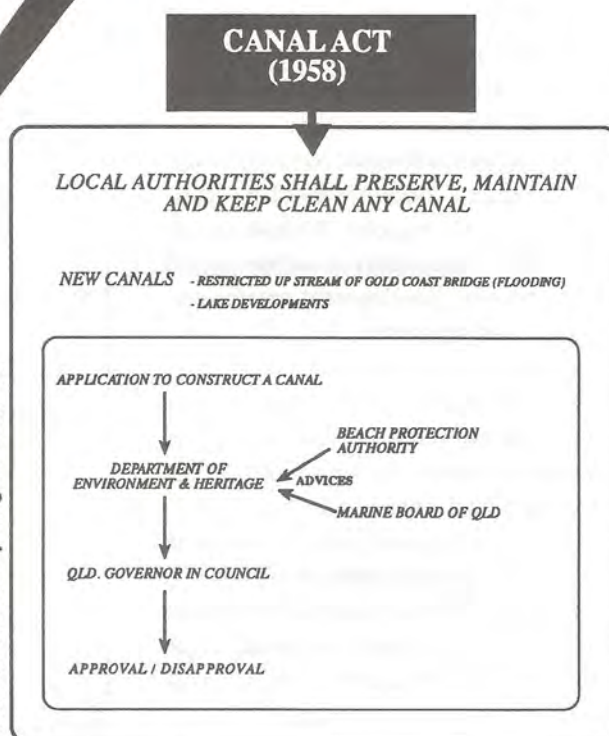 CANAL ACT
(1958)
LOCAL AUTHORITIES SHALL PRESERVE, MAINTAIN
AND KEEP CLEAN ANY CANAL
NEW CANALS - RESTRICTED UP STREAM OF GOLD COAST BRIDGE (FLOODING)
- LAKE DEVELOPMENTS
APPLICATION TO CONSTRUCT A CANAL
BEACH PROTECTION
AUTHORITY
DEPARTMENT OF
ENVIRONMENT & HERITAGE
ADVICES
MARINE BOARD OF QLD
QLD. GOVERNOR IN COUNCIL
APPROVAL / DISAPPROVAL